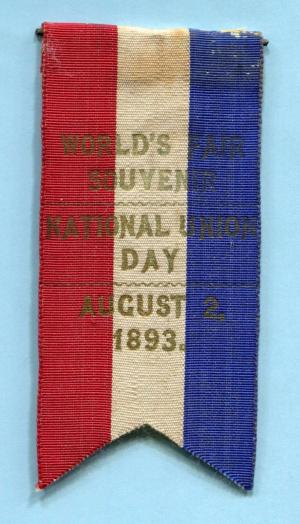 WORLD'S FAIR
SOUVENIR
NATIONAL UNION
DAY
AUGUST 2,
1893.